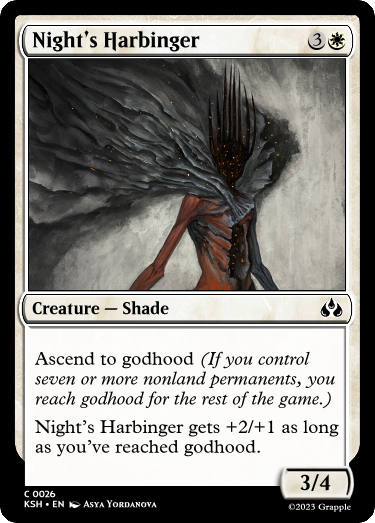 Night's Harbinger 3
Creature — Shade
Ascend to godhood (If you control
seven or more nonland permanents, you
reach godhood for the rest of the game.)
Night's Harbinger gets +2/+1 as long
as you've reached godhood.
3/4
C 0026
KSH • EN Asya Yordanova
©2023 Grapple